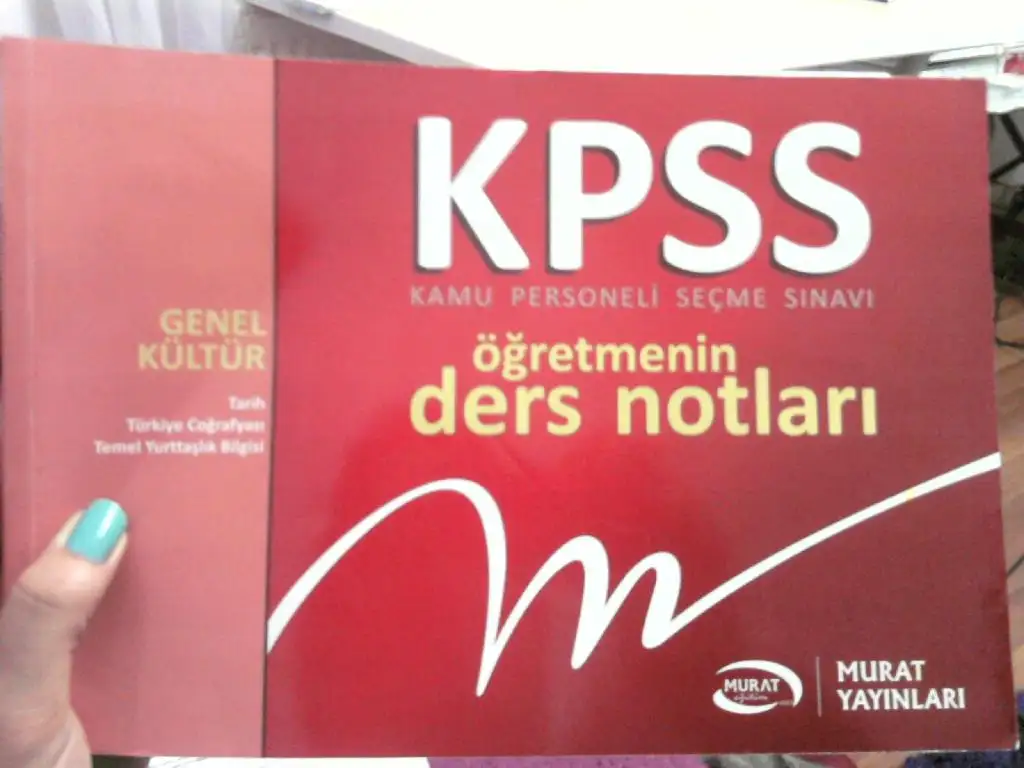 KPSS
KAMU PERSONELİ SEÇME SINAVI
öğretmenin
ders notları
GENEL
KÜLTÜR
Tarih
Türkiye Coğrafyası
Temel Yurttaşlık Bilgisi
MURAT
eğitim
MURAT
YAYINLARI